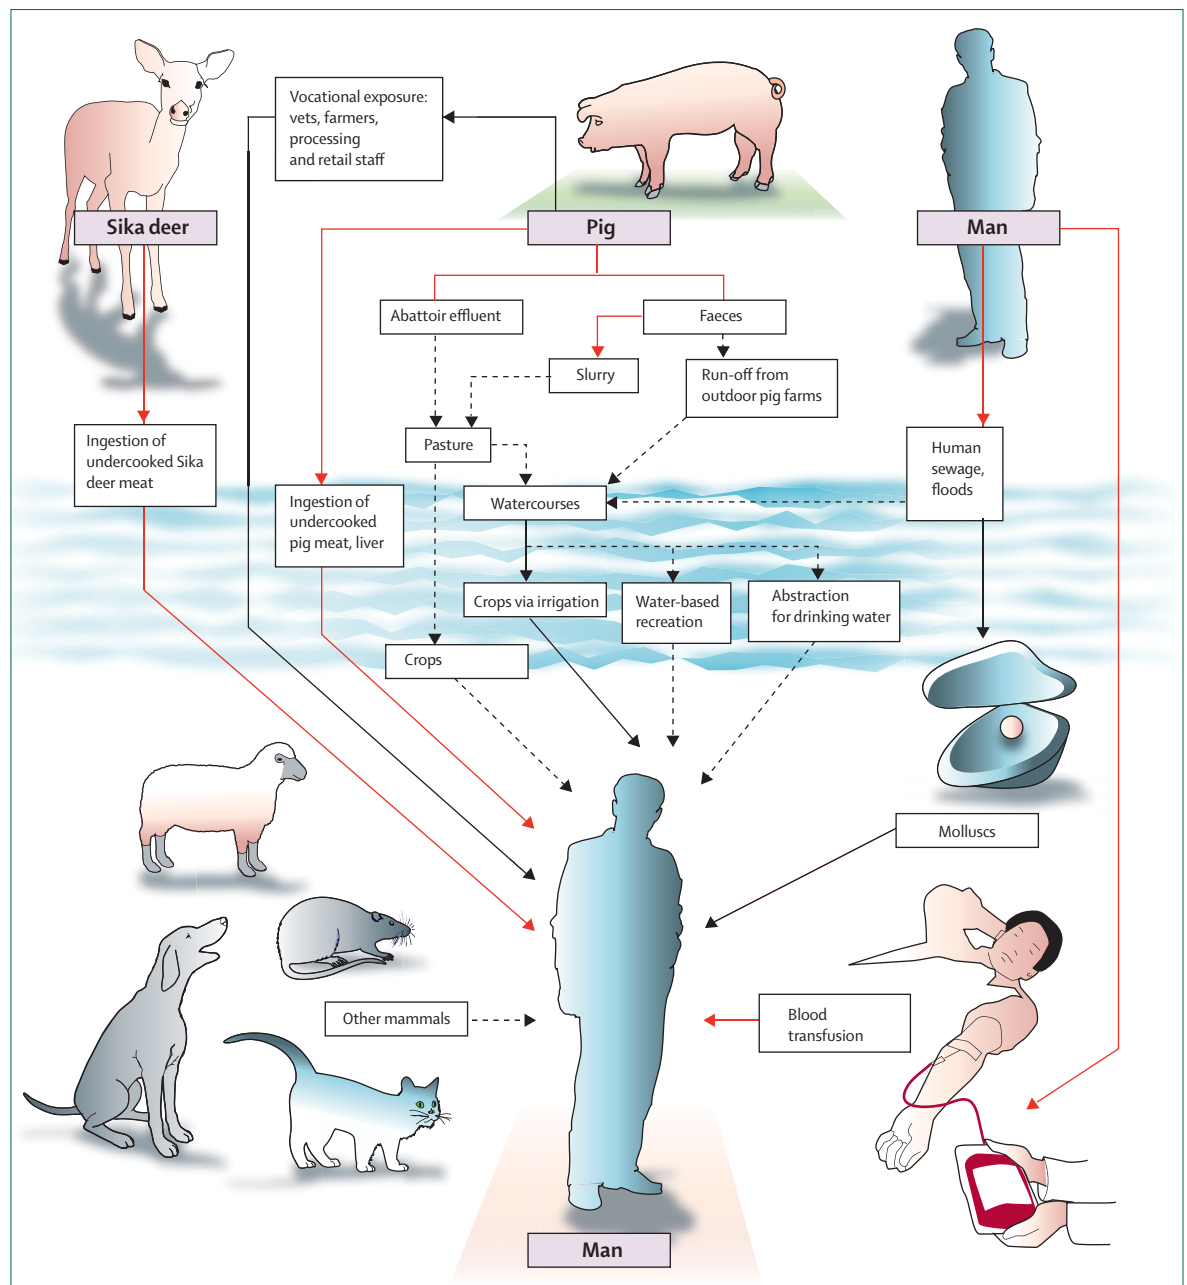 Vocational exposure:
vets, farmers,
processing
and retail staff
Sika deer
Pig
Man
Abattoir effluent
Faeces
Slurry
Run-off from
outdoor pig farms
Ingestion of
undercooked Sika
deer meat
Pasture
Human
sewage,
floods
Ingestion of
undercooked
pig meat, liver
Watercourses
Crops via irrigation
Water-based
recreation
Abstraction
for drinking water
Crops
Molluscs
Other mammals
Blood
transfusion
Man